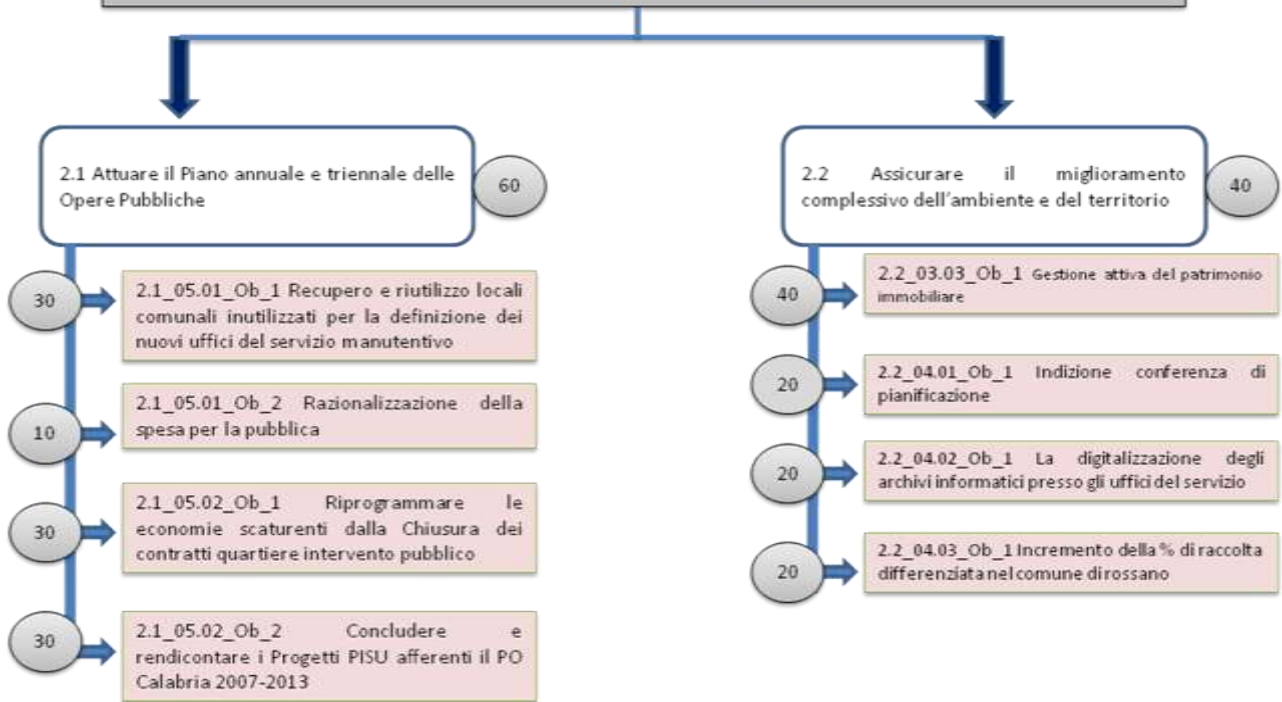 2.1 Attuare il Piano annuale e triennale delle
Opere Pubbliche
60
30
2.1_05.01_Ob_1 Recupero e riutilizzo locali
comunali inutilizzati per la definizione dei
nuovi uffici del servizio manutentivo
10
2.1_05.01_Ob_2 Razionalizzazione della
spesa per la pubblica
30
2.1_05.02_Ob_1 Riprogrammare le
economie scaturenti dalla Chiusura dei
contratti quartiere intervento pubblico
30
2.1_05.02_Ob_2 Concludere e
rendicontare i Progetti PISU afferenti il PO
Calabria 2007-2013
2.2 Assicurare il miglioramento
complessivo dell'ambiente e del territorio
40
40
2.2_03.03_Ob_1 Gestione attiva del patrimonio
immobiliare
20
2.2_04.01_Ob_1 Indizione conferenza di
pianificazione
20
2.2_04.02_Ob_1 La digitalizzazione degli
archivi informatici presso gli uffici del servizio
20
2.2_04.03_Ob_1 Incremento della % di raccolta
differenziata nel comune di rossano